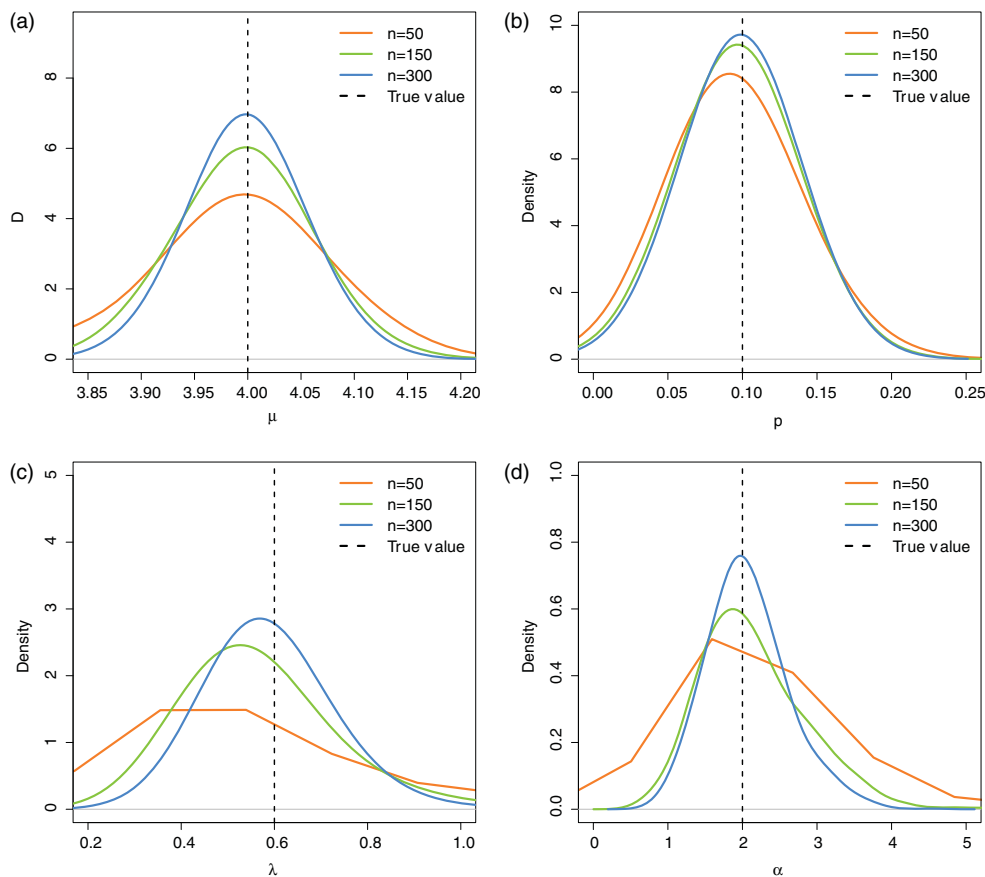 (a)
n=50
n=150
n=300
True value
D
0 2 4 6 8
3.85 3.90 3.95 4.00 4.05 4.10 4.15 4.20
μ
(b)
n=50
n=150
n=300
True value
Density
0 2 4 6 8 10
0.00 0.05 0.10 0.15 0.20 0.25
p
(c)
n=50
n=150
n=300
True value
Density
0 1 2 3 4 5
0.2 0.4 0.6 0.8 1.0
λ
(d)
n=50
n=150
n=300
True value
Density
0.0 0.2 0.4 0.6 0.8 1.0
0 1 2 3 4 5
α